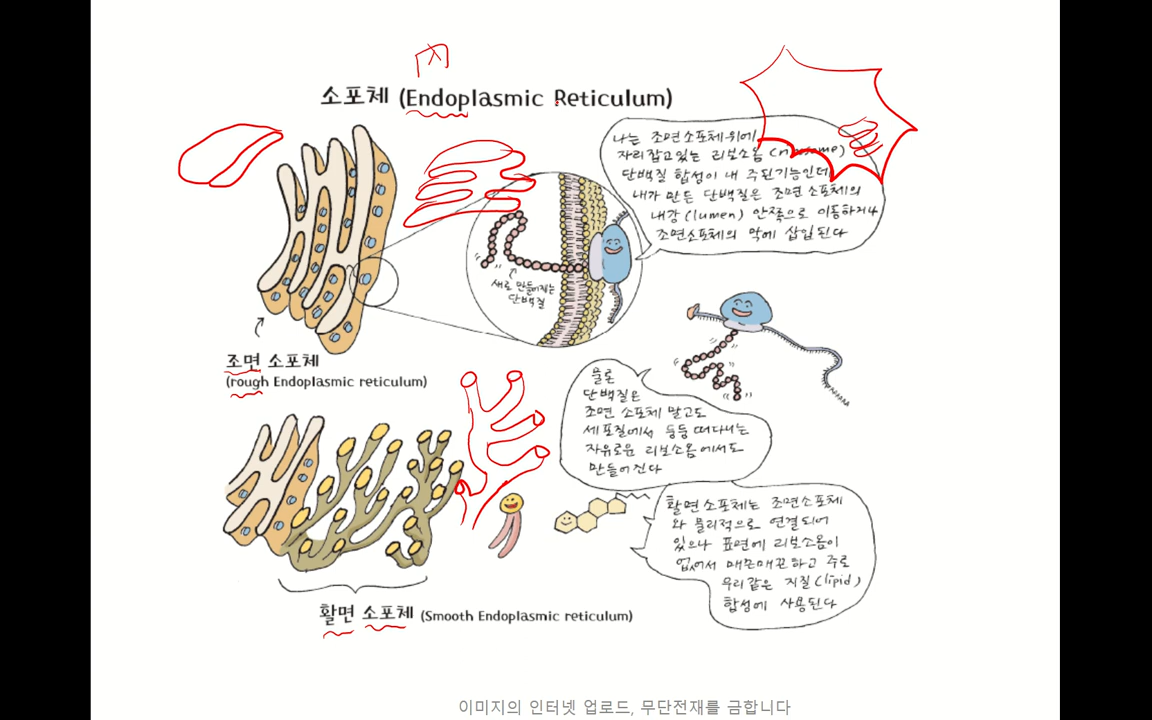 內
소포체 (Endoplasmic Reticulum)
나는 조면소포체위에
자리잡고있는 리보솜
단백질 합성이 내 주된기능인데
내가 만든 단백질은 조면소포체의
내강(lumen) 안쪽으로 이동하거나
조면소포체의 막에 삽입된다
새로 만들어지는
단백질
조면 소포체
(rough Endoplasmic reticulum)
물론
단백질은
조면 소포체 말고도
세포질에서 둥둥 떠다니는
자유로운 리보솜에서도
만들어진다
활면소포체는 조면소포체
와 물리적으로 연결되어
있으나 표면에 리보솜이
없어서 매끈매끈하고 주로
우리같은 지질(lipid)
합성에 사용된다
활면 소포체 (Smooth Endoplasmic reticulum)
이미지의 인터넷 업로드, 무단전재를 금합니다